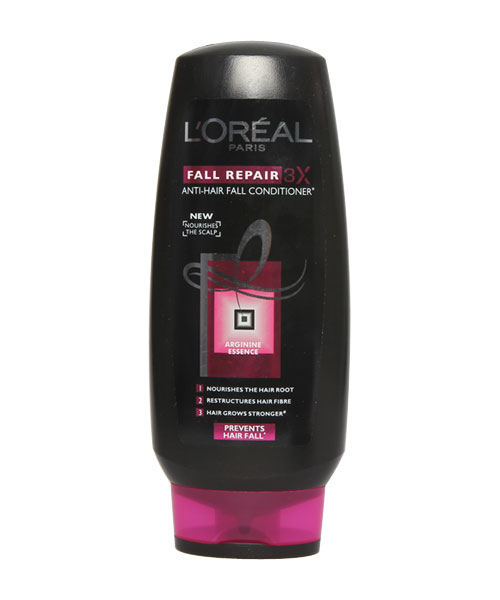 L'ORÉAL
PARIS
FALL REPAIR 3X
ANTI-HAIR FALL CONDITIONER*
NEW
NOURISHES
THE SCALP
ARGININE
ESSENCE
1 NOURISHES THE HAIR ROOT
2 RESTRUCTURES HAIR FIBRE
3 HAIR GROWS STRONGER#
PREVENTS
HAIR FALL*